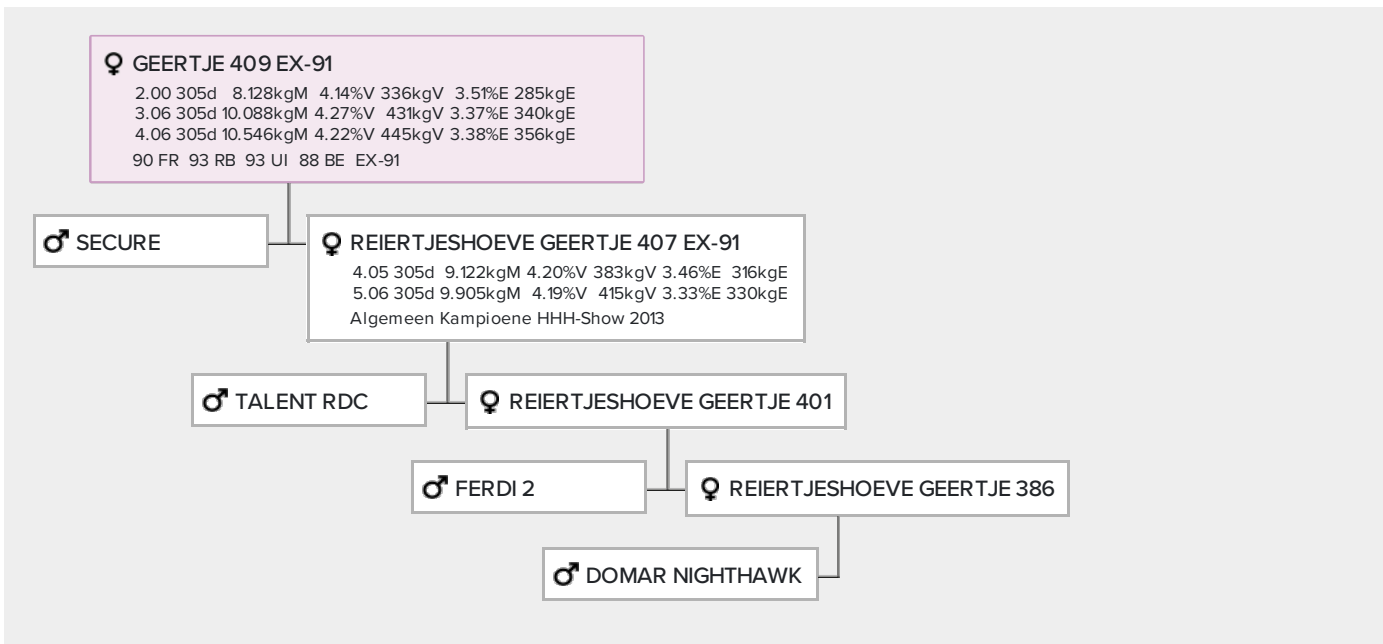 ♀ GEERTJE 409 EX-91
2.00 305d 8.128kgM 4.14%V 336kgV 3.51%E 285kgE
3.06 305d 10.088kgM 4.27%V 431kgV 3.37%E 340kgE
4.06 305d 10.546kgM 4.22%V 445kgV 3.38%E 356kgE
90 FR 93 RB 93 UI 88 BE EX-91
♂ SECURE
♀ REIERTJESHOEVE GEERTJE 407 EX-91
4.05 305d 9.122kgM 4.20%V 383kgV 3.46%E 316kgE
5.06 305d 9.905kgM 4.19%V 415kgV 3.33%E 330kgE
Algemeen Kampioene HHH-Show 2013
♂ TALENT RDC
♀ REIERTJESHOEVE GEERTJE 401
♂ FERDI 2
♀ REIERTJESHOEVE GEERTJE 386
♂ DOMAR NIGHTHAWK